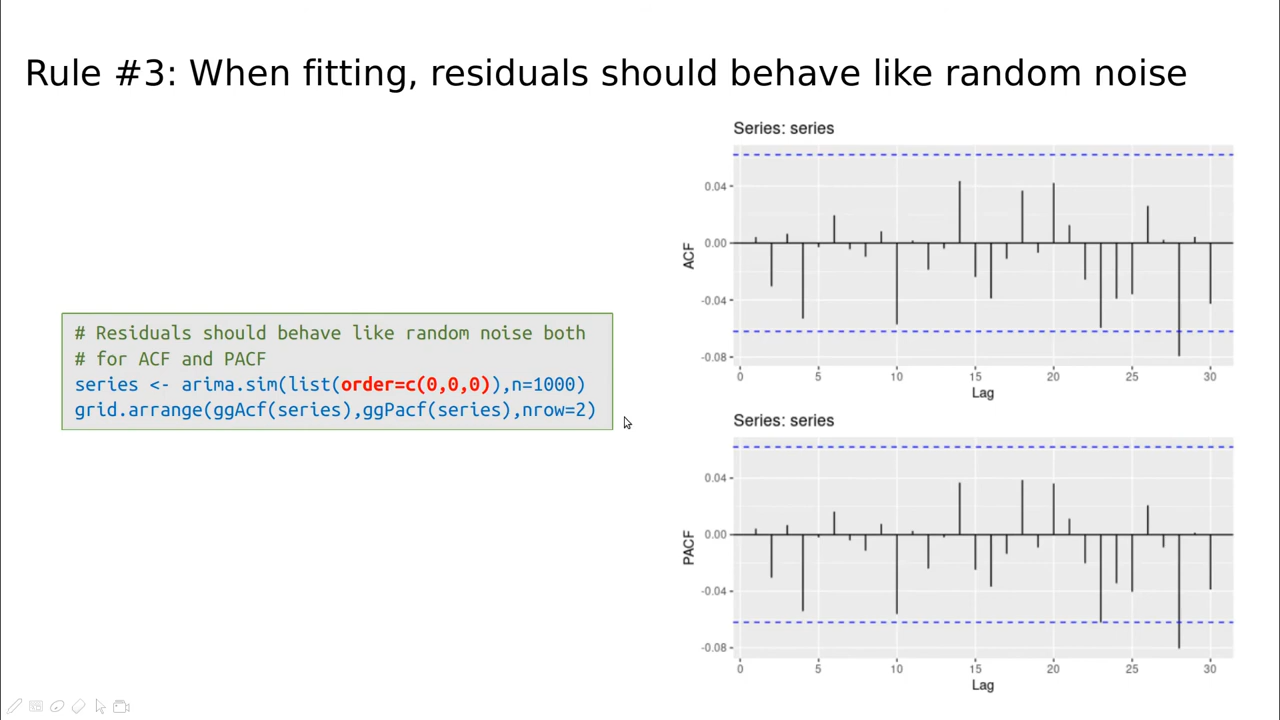 Rule #3: When fitting, residuals should behave like random noise
# Residuals should behave like random noise both
# for ACF and PACF
series <- arima.sim(list(order=c(0,0,0)),n=1000)
grid.arrange(ggAcf(series),ggPacf(series),nrow=2)
Series: series
0.04
0.00
-0.04
-0.08
ACF
0 5 10 15 20 25 30
Lag
Series: series
0.04
0.00
-0.04
-0.08
PACF
0 5 10 15 20 25 30
Lag